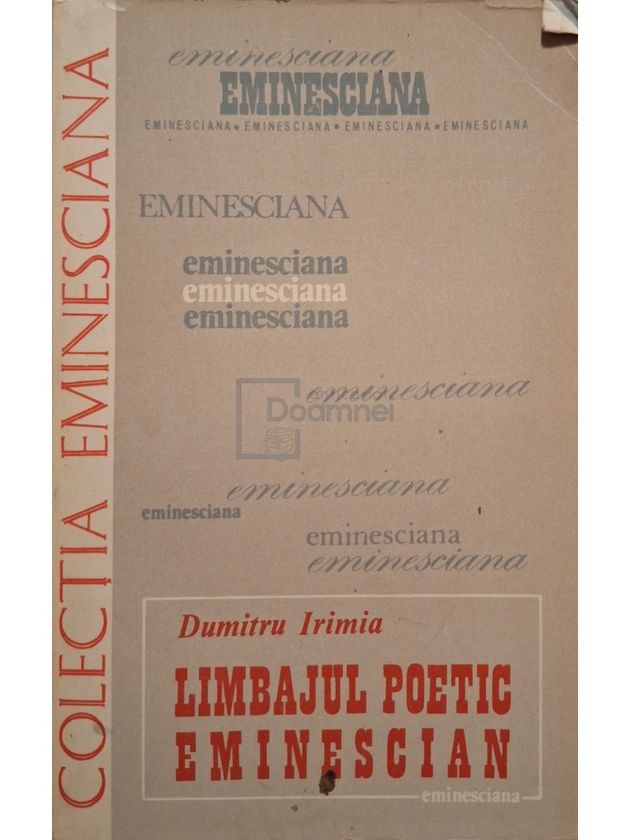 COLECȚIA EMINESCIANA
eminesciana
EMINESCIANA
EMINESCIANA • EMINESCIANA • EMINESCIANA • EMINESCIANA
EMINESCIANA
eminesciana
eminesciana
eminesciana
eminesciana
Doamnei
eminesciana
eminesciana
eminesciana
eminesciana
Dumitru Irimia
LIMBAJUL POETIC
EMINESCIAN
eminesciana